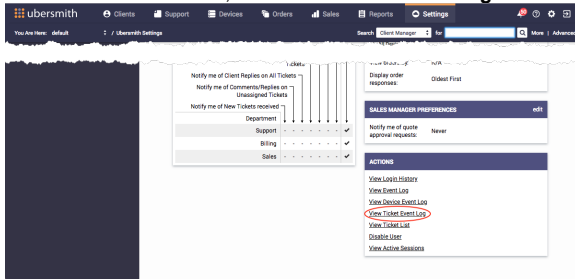 ubersmith Clients Support Devices Orders Sales Reports Settings
You Are Here: default / Ubersmith Settings Search Client Manager for More | Advanced
Tickets
Notify me of Client Replies on All Tickets
Notify me of Comments/Replies on
Unassigned Tickets
Notify me of New Tickets received
Department
Support - - - - - - ✔
Billing - - - - - - ✔
Sales - - - - - - ✔
N/A
Display order
responses: Oldest First
SALES MANAGER PREFERENCES edit
Notify me of quote
approval requests: Never
ACTIONS
View Login History
View Event Log
View Device Event Log
View Ticket Event Log
View Ticket List
Disable User
View Active Sessions